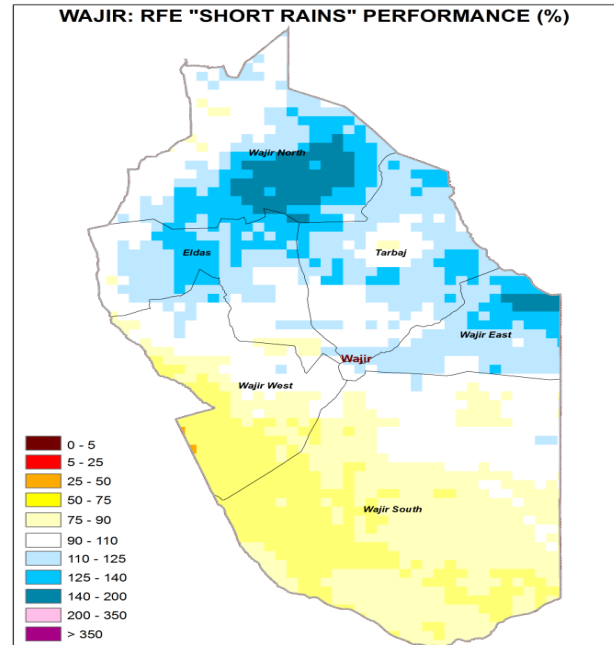 WAJIR: RFE "SHORT RAINS" PERFORMANCE (%)
Wajir North
Eldas
Tarbaj
Wajir East
Wajir
Wajir West
Wajir South
0 - 5
5 - 25
25 - 50
50 - 75
75 - 90
90 - 110
110 - 125
125 - 140
140 - 200
200 - 350
> 350